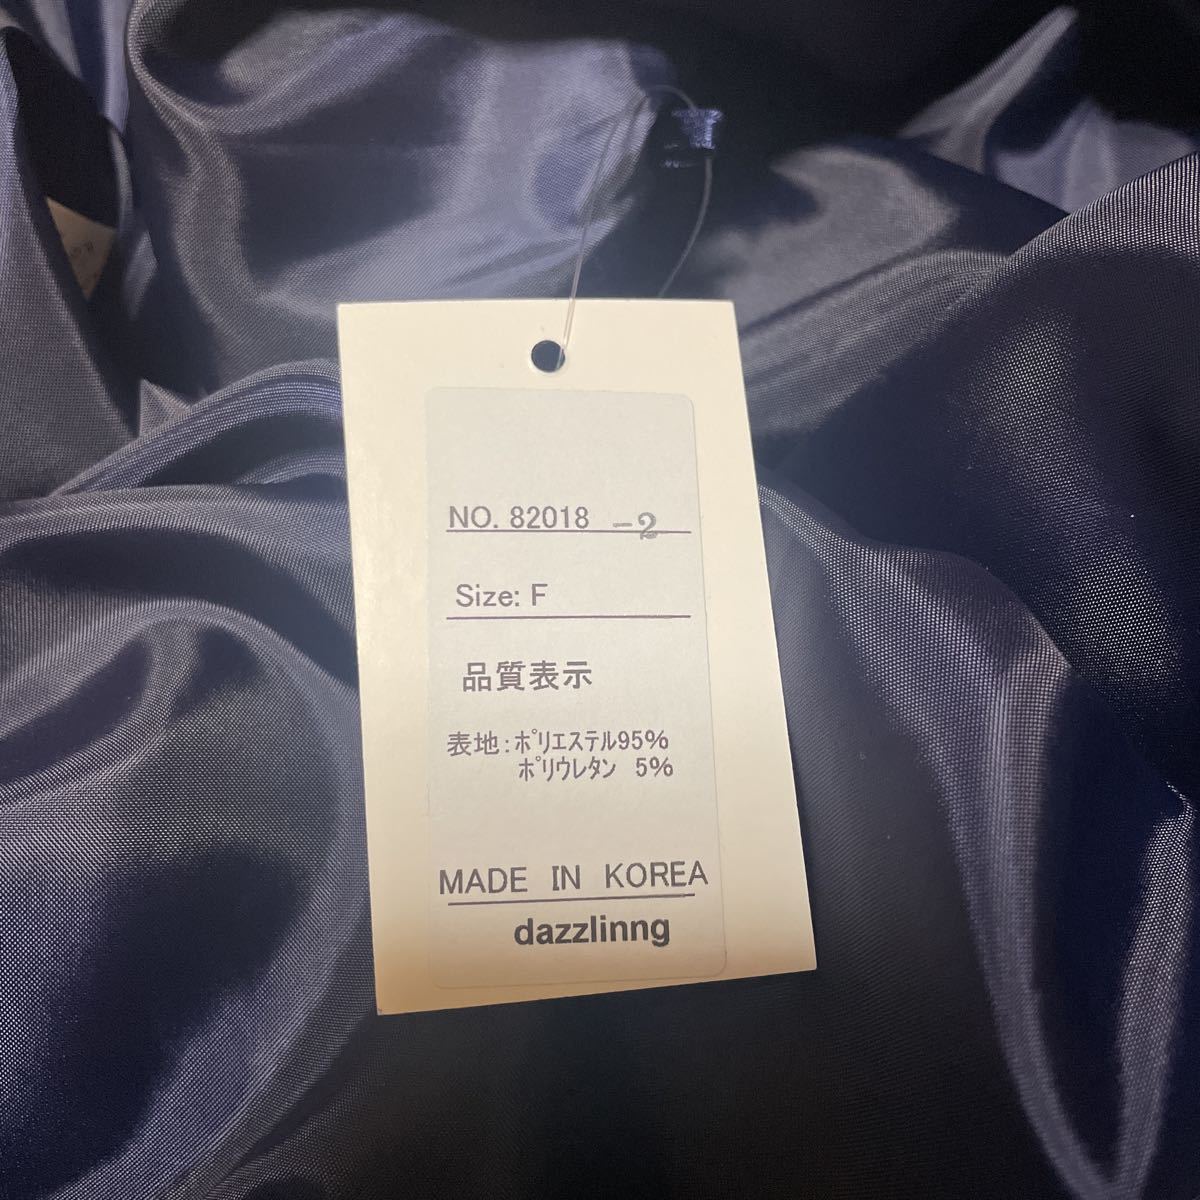 NO. 82018 -2
Size: F
品質表示
表地:ﾎﾟﾘｴｽﾃﾙ95%
ﾎﾟﾘｳﾚﾀﾝ 5%
MADE IN KOREA
dazzlinng